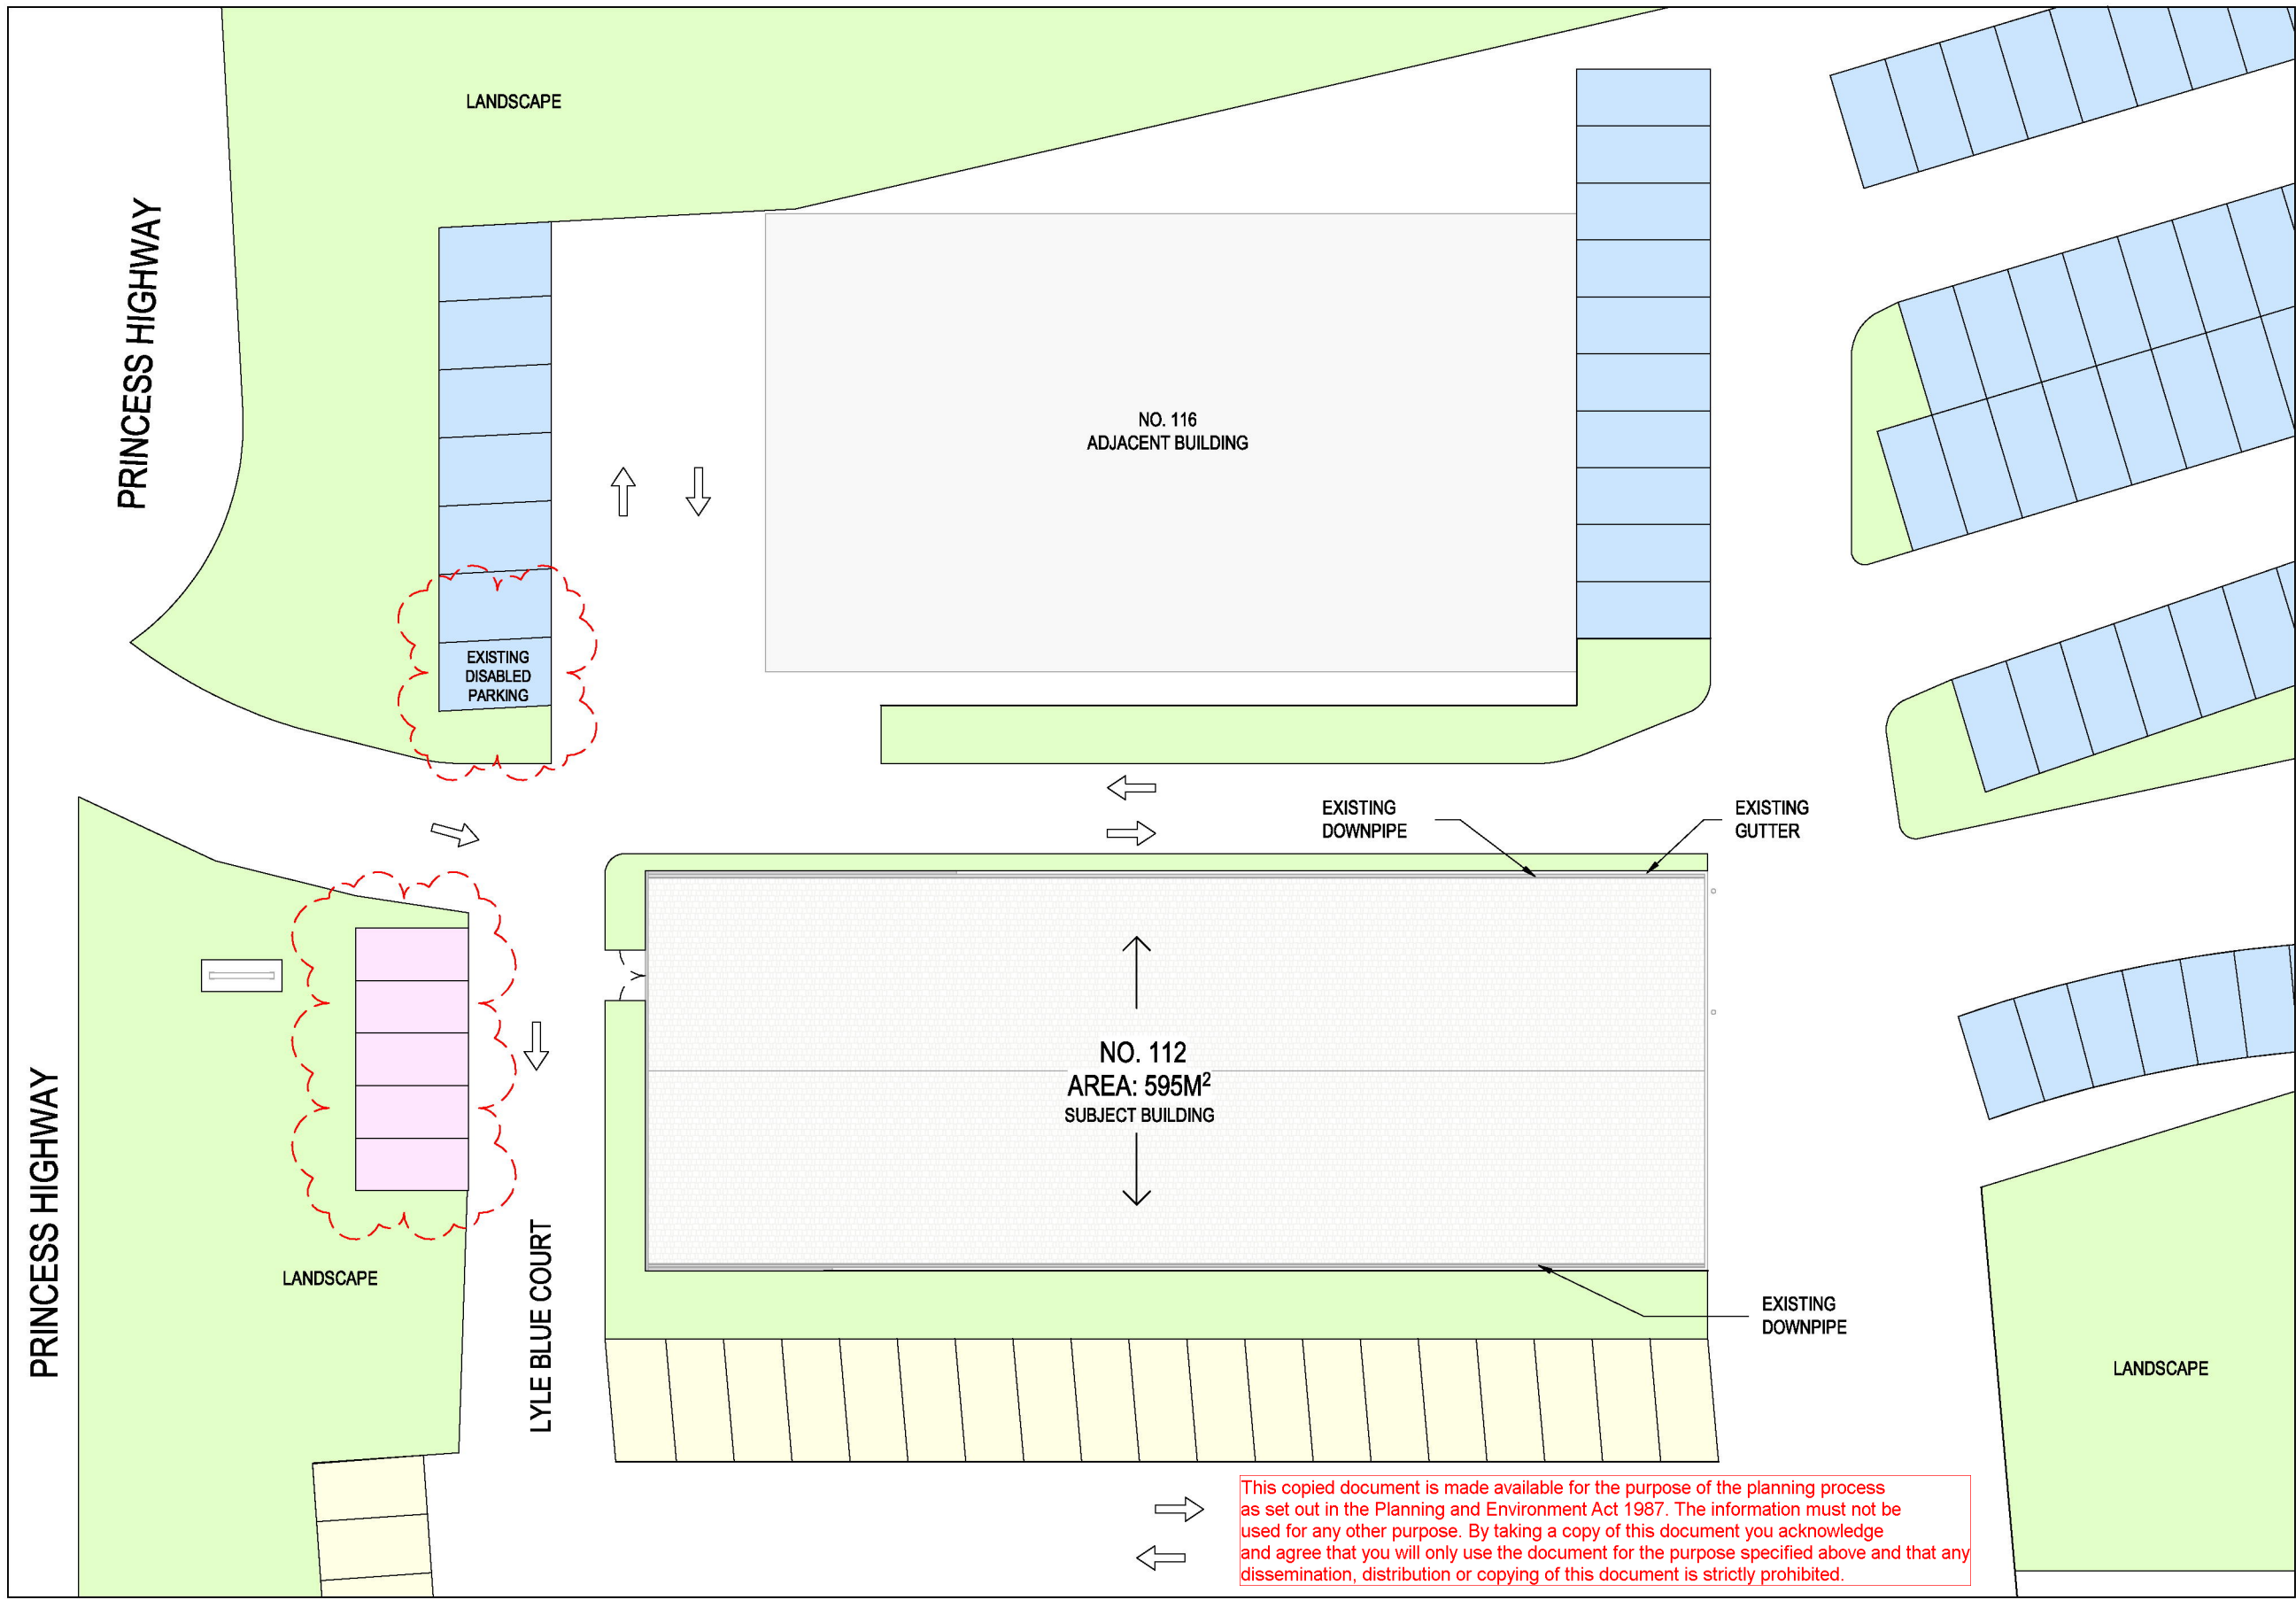 LANDSCAPE
PRINCESS HIGHWAY
NO. 116
ADJACENT BUILDING
EXISTING
DISABLED
PARKING
EXISTING
DOWNPIPE
EXISTING
GUTTER
NO. 112
AREA: 595M²
SUBJECT BUILDING
PRINCESS HIGHWAY
LANDSCAPE
LYLE BLUE COURT
EXISTING
DOWNPIPE
LANDSCAPE
This copied document is made available for the purpose of the planning process
as set out in the Planning and Environment Act 1987. The information must not be
used for any other purpose. By taking a copy of this document you acknowledge
and agree that you will only use the document for the purpose specified above and that any
dissemination, distribution or copying of this document is strictly prohibited.